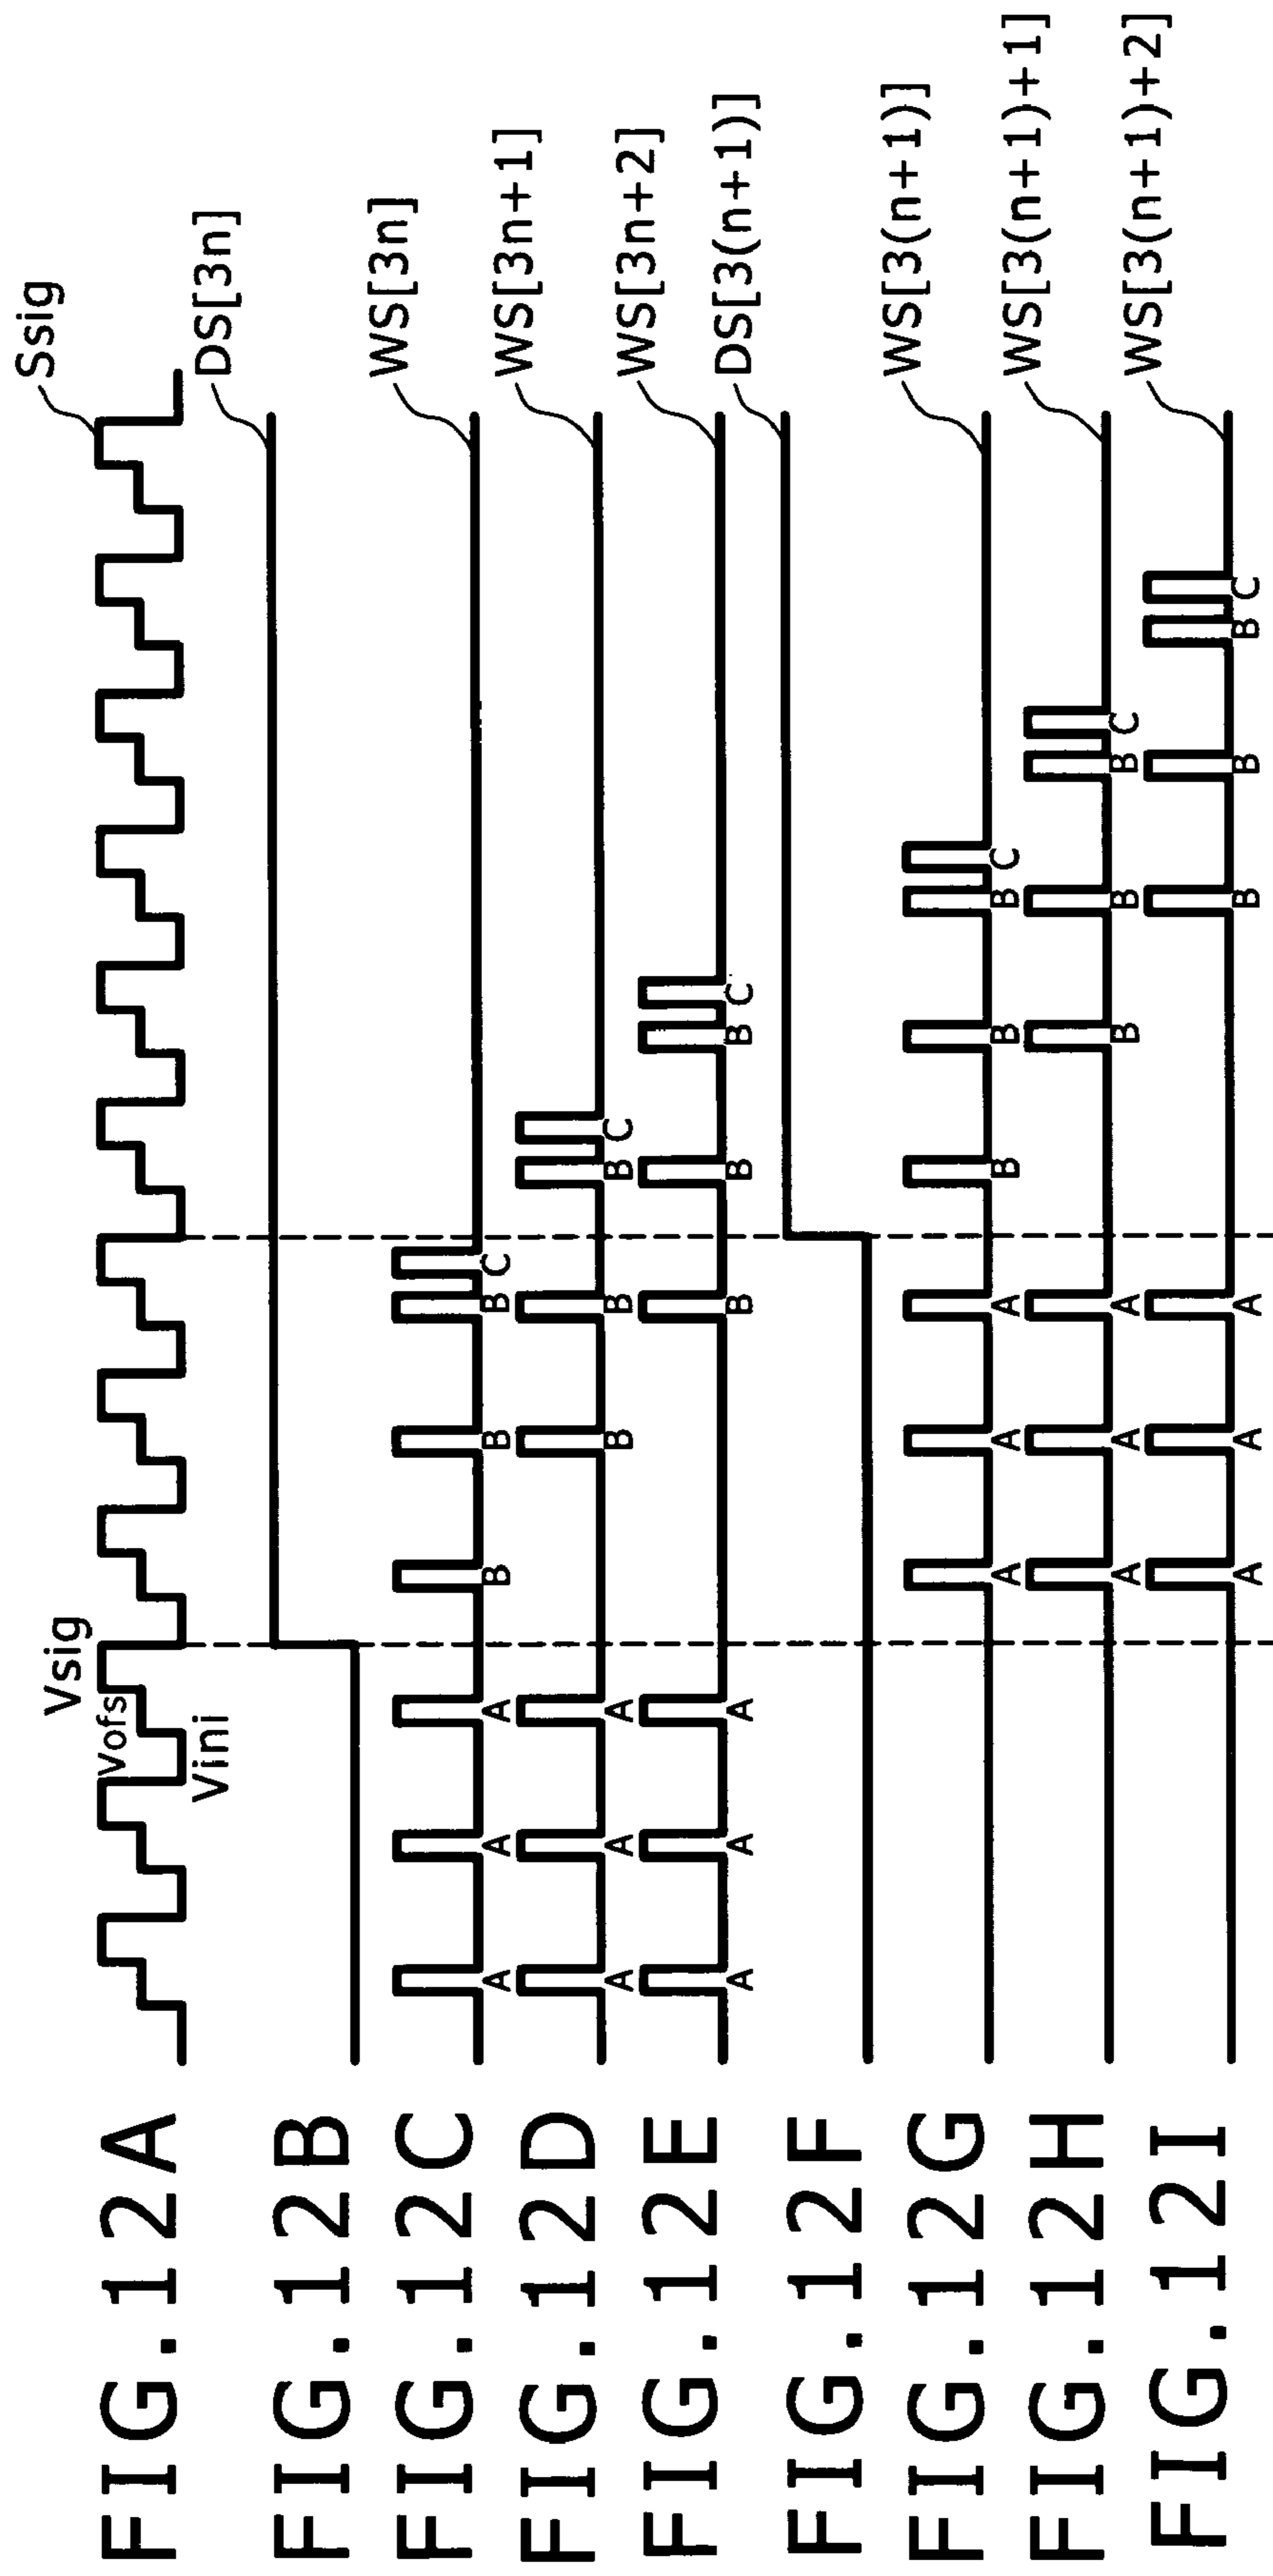 FIG.12A
Vofs
Vsig
Vini
Ssig
FIG.12B
DS[3n]
FIG.12C
A A A B B B C
WS[3n]
FIG.12D
A A A B B B C
WS[3n+1]
FIG.12E
A A A B B B C
WS[3n+2]
FIG.12F
DS[3(n+1)]
FIG.12G
A A A B B B C
WS[3(n+1)]
FIG.12H
A A A B B B C
WS[3(n+1)+1]
FIG.12I
A A A B B B C
WS[3(n+1)+2]